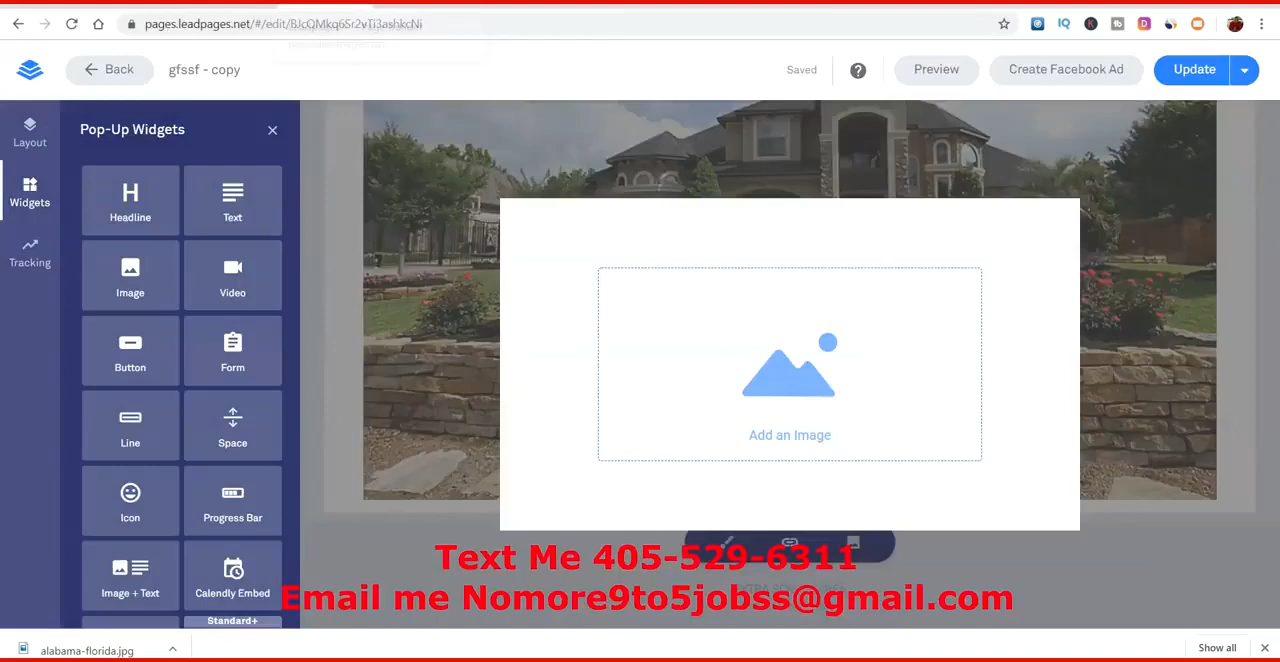 pages.leadpages.net/#/edit/BJcQMkq6Sr2vTi3ashkcNi
Back
gfssf - copy
Saved
Preview
Create Facebook Ad
Update
Layout
Widgets
Tracking
Pop-Up Widgets
Headline
Text
Image
Video
Button
Form
Line
Space
Icon
Progress Bar
Image + Text
Calendly Embed
Standard+
Add an Image
Text Me 405-529-6311
Email me Nomore9to5jobss@gmail.com
alabama-florida.jpg
Show all